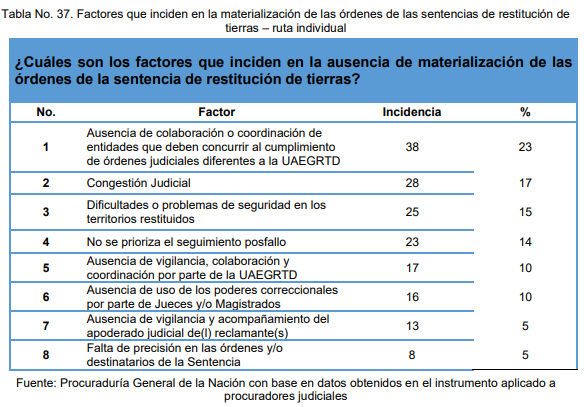 Tabla No. 37. Factores que inciden en la materialización de las órdenes de las sentencias de restitución de
tierras – ruta individual
¿Cuáles son los factores que inciden en la ausencia de materialización de las
órdenes de la sentencia de restitución de tierras?
No. Factor Incidencia %
Ausencia de colaboración o coordinación de
1 entidades que deben concurrir al cumplimiento 38 23
de órdenes judiciales diferentes a la UAEGRTD
2 Congestión Judicial 28 17
3 Dificultades o problemas de seguridad en los 25 15
territorios restituidos
4 No se prioriza el seguimiento posfallo 23 14
5 Ausencia de vigilancia, colaboración y 17 10
coordinación por parte de la UAEGRTD
6 Ausencia de uso de los poderes correccionales 16 10
por parte de Jueces y/o Magistrados
7 Ausencia de vigilancia y acompañamiento del 13 5
apoderado judicial de(l) reclamante(s)
8 Falta de precisión en las órdenes y/o 8 5
destinatarios de la Sentencia
Fuente: Procuraduría General de la Nación con base en datos obtenidos en el instrumento aplicado a
procuradores judiciales